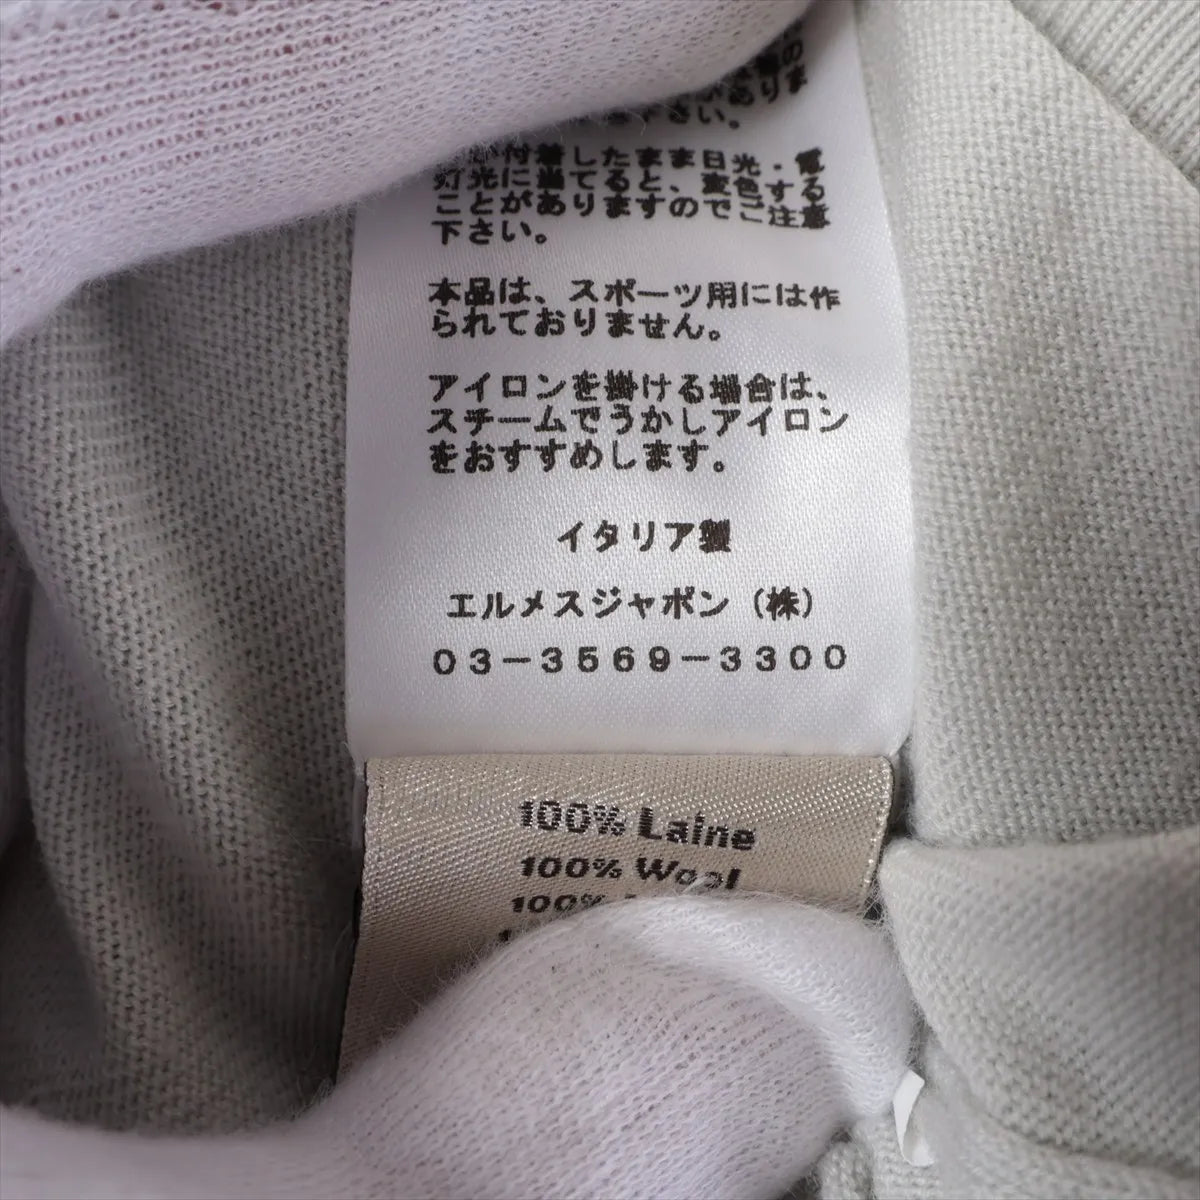 下さい。
付着したまま日光・電
灯光に当てると、変色する
ことがありますのでご注意
下さい。
本品は、スポーツ用には作
られておりません。
アイロンを掛ける場合は、
スチームでうかしアイロン
をおすすめします。
イタリア製
エルメスジャポン（株）
０３－３５６９－３３００
100% Laine
100% Wool
100%